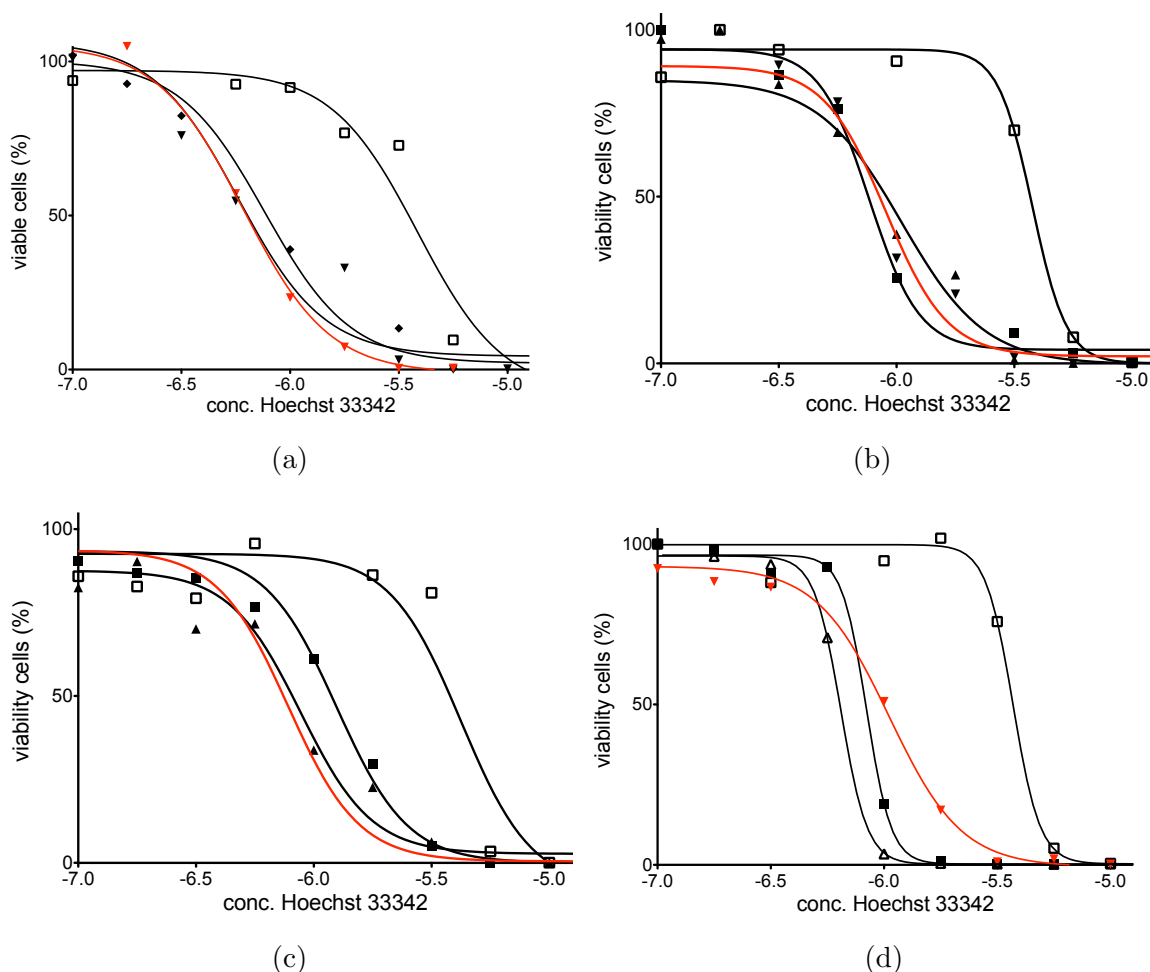 viable cells (%)
100
50
0
-7.0 -6.5 -6.0 -5.5 -5.0
conc. Hoechst 33342
(a)
viability cells (%)
100
50
0
-7.0 -6.5 -6.0 -5.5 -5.0
conc. Hoechst 33342
(b)
viability cells (%)
100
50
0
-7.0 -6.5 -6.0 -5.5 -5.0
conc. Hoechst 33342
(c)
viability cells (%)
100
50
0
-7.0 -6.5 -6.0 -5.5 -5.0
conc. Hoechst 33342
(d)